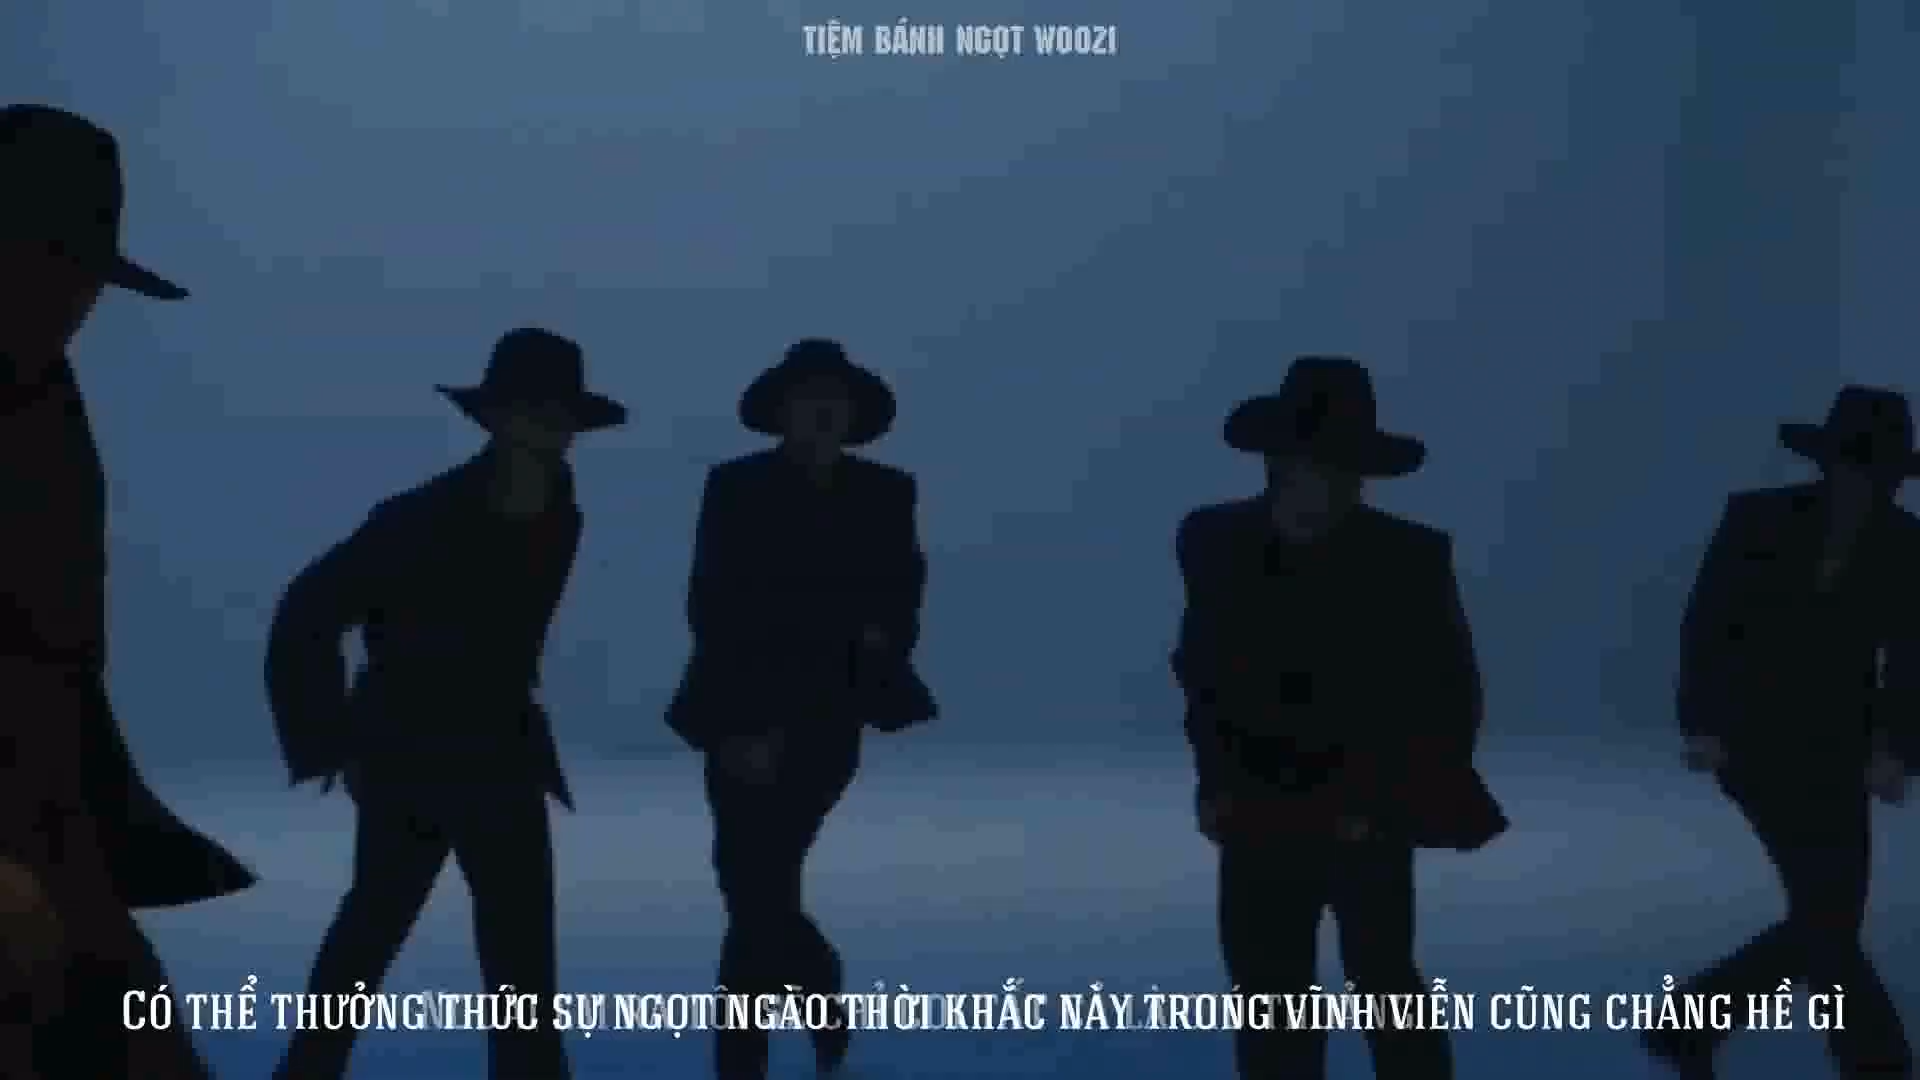 TIỆM BÁNH NGỌT WOOZI
CÓ THỂ THƯỞNG THỨC SỰ NGỌT NGÀO THỜI KHẮC NÀY TRONG VĨNH VIỄN CŨNG CHẲNG HỀ GÌ